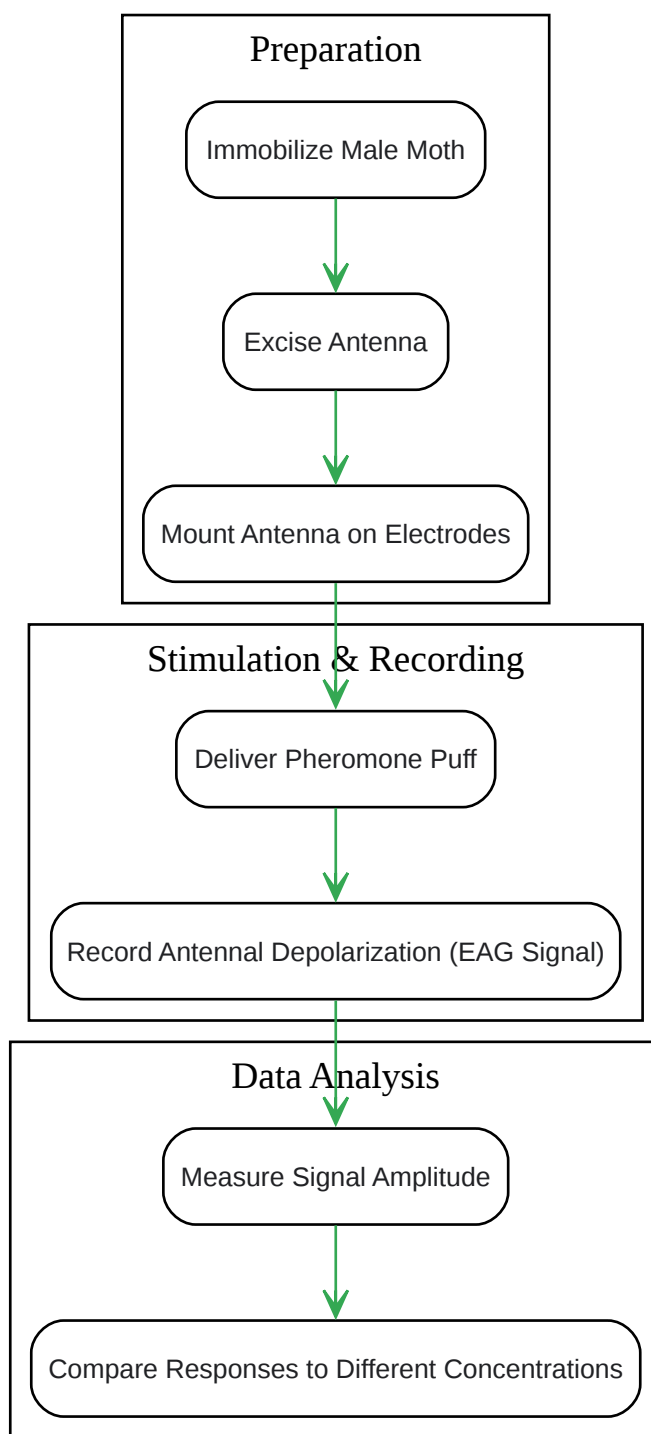 Preparation
Immobilize Male Moth
Excise Antenna
Mount Antenna on Electrodes
Stimulation & Recording
Deliver Pheromone Puff
Record Antennal Depolarization (EAG Signal)
Data Analysis
Measure Signal Amplitude
Compare Responses to Different Concentrations